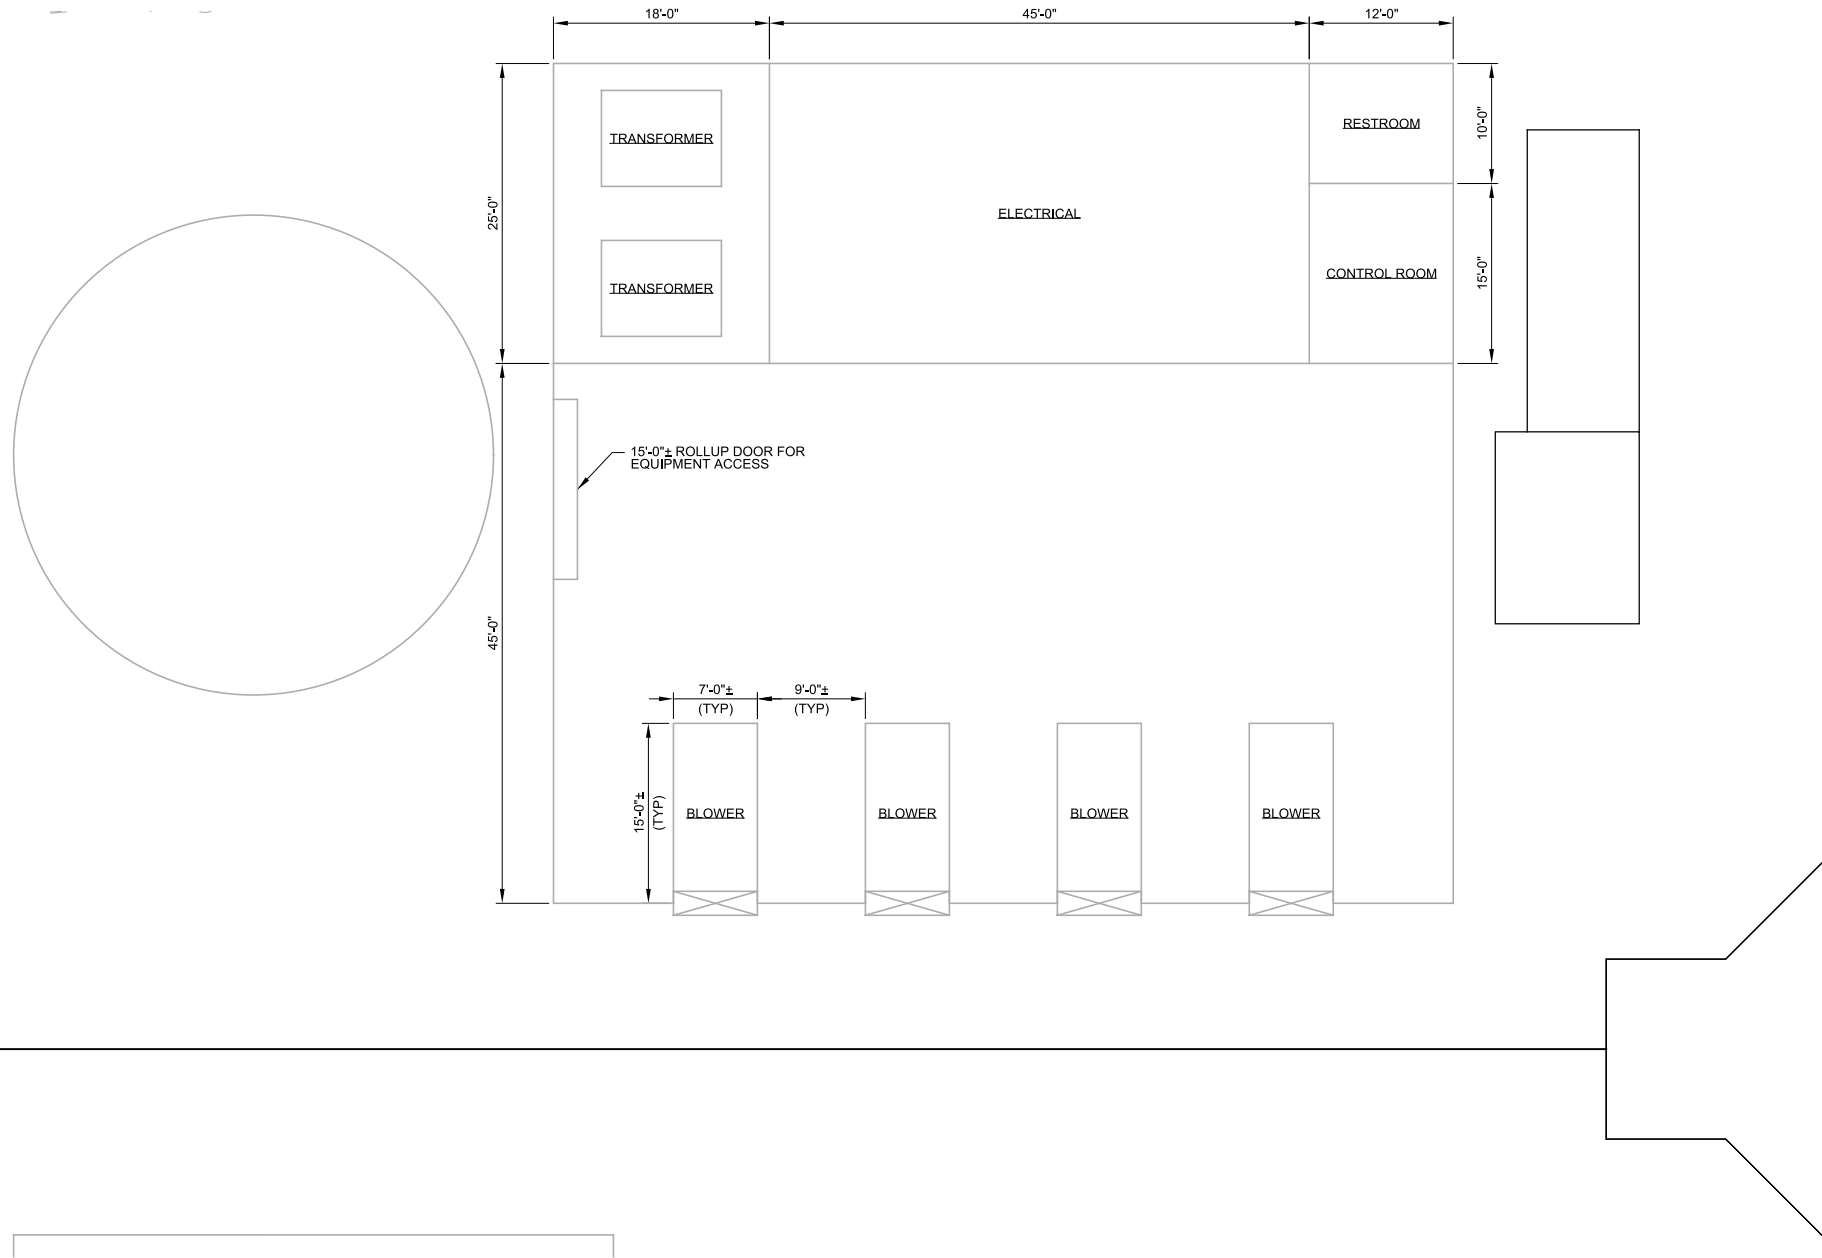 18'-0"
45'-0"
12'-0"
TRANSFORMER
RESTROOM
10'-0"
25'-0"
ELECTRICAL
TRANSFORMER
CONTROL ROOM
15'-0"
15'-0"± ROLLUP DOOR FOR
EQUIPMENT ACCESS
45'-0"
7'-0"±
(TYP)
9'-0"±
(TYP)
15'-0"±
(TYP)
BLOWER
BLOWER
BLOWER
BLOWER